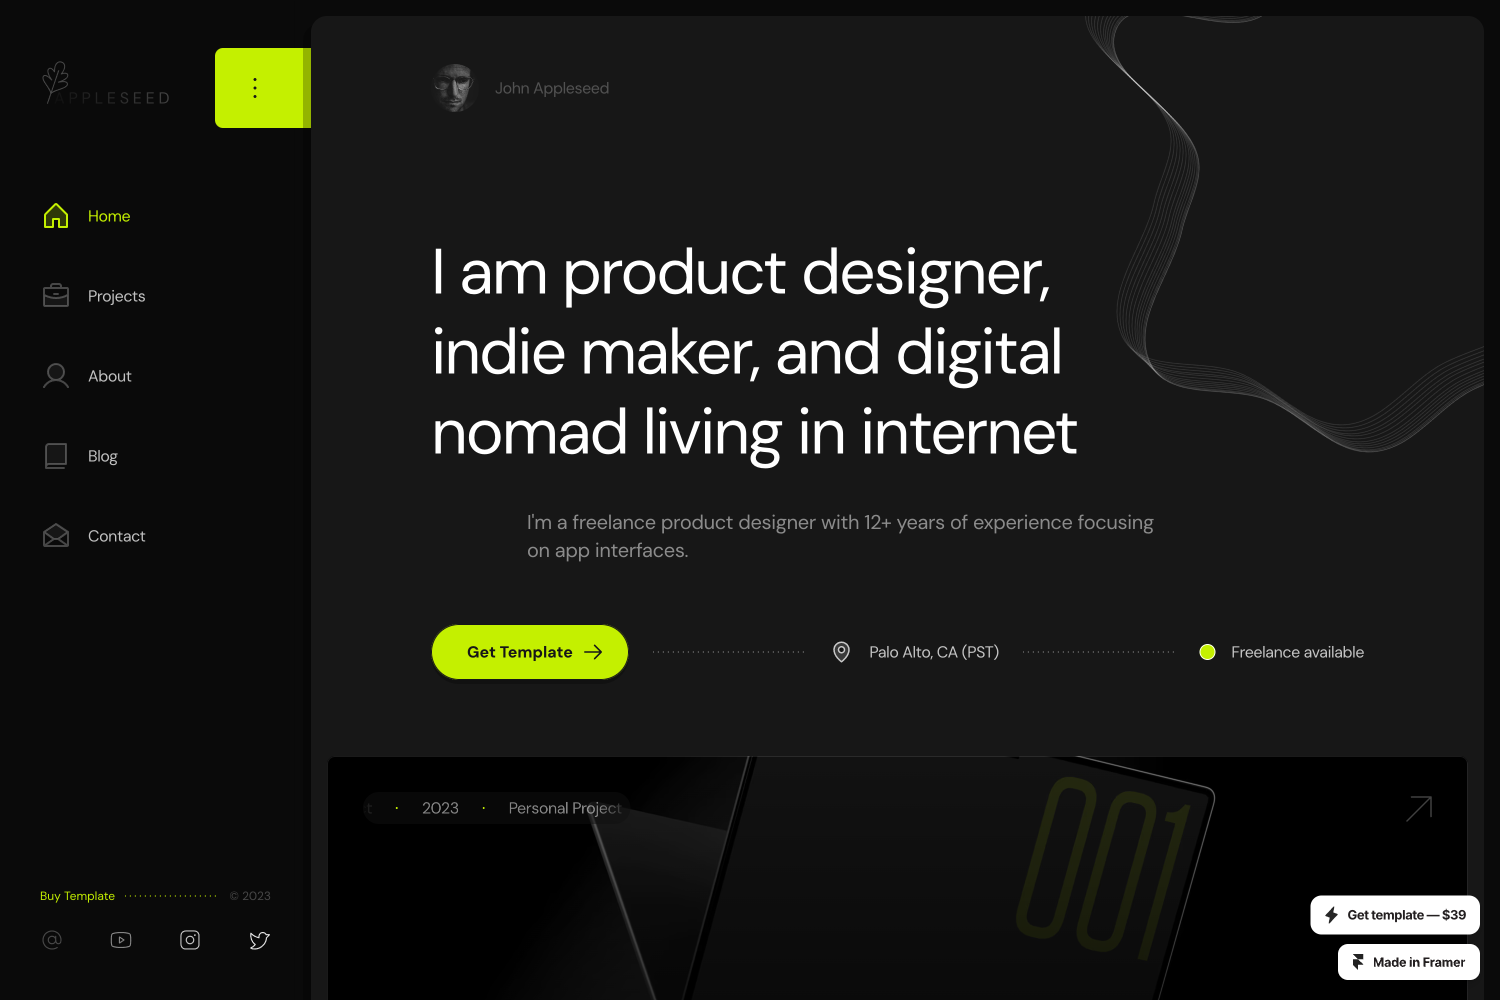 APPLESEED
Home
Projects
About
Blog
Contact
Buy Template
© 2023
John Appleseed
I am product designer,
indie maker, and digital
nomad living in internet
I'm a freelance product designer with 12+ years of experience focusing
on app interfaces.
Get Template
Palo Alto, CA (PST)
Freelance available
t · 2023 · Personal Project
001
Get template — $39
Made in Framer